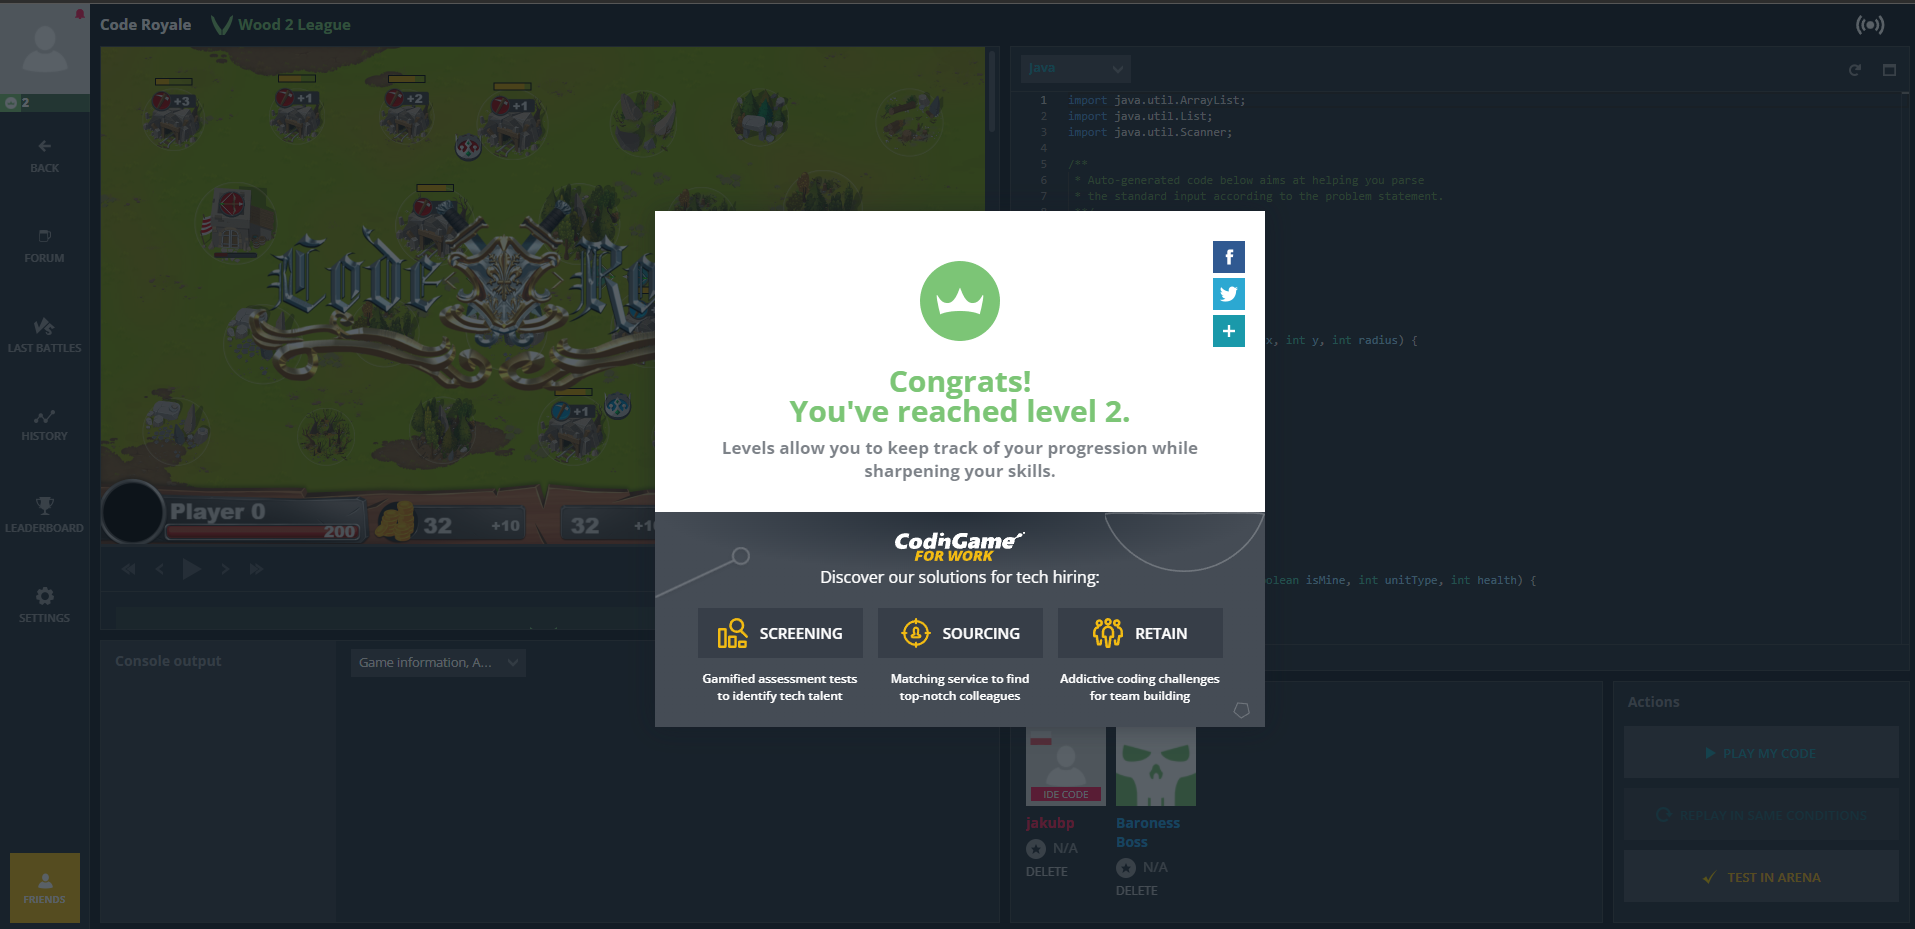 Code Royale
Wood 2 League
2
BACK
FORUM
LAST BATTLES
HISTORY
LEADERBOARD
SETTINGS
FRIENDS
+3
+1
+2
+1
+1
Code Ro
Player 0
200
32
+10
32
Console output
Game information, A...
Java
1
import java.util.ArrayList;
2
import java.util.List;
3
import java.util.Scanner;
4
5
/**
6
* Auto-generated code below aims at helping you parse
7
* the standard input according to the problem statement.
x, int y, int radius) {
olean isMine, int unitType, int health) {
Congrats!
You've reached level 2.
Levels allow you to keep track of your progression while
sharpening your skills.
f
+
CodinGame
FOR WORK
Discover our solutions for tech hiring:
SCREENING
SOURCING
RETAIN
Gamified assessment tests
to identify tech talent
Matching service to find
top-notch colleagues
Addictive coding challenges
for team building
IDE CODE
jakubp
N/A
DELETE
Baroness
Boss
N/A
DELETE
Actions
PLAY MY CODE
REPLAY IN SAME CONDITIONS
TEST IN ARENA